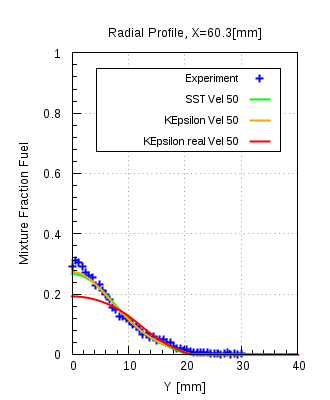 Radial Profile, X=60.3[mm]
1
0.8
0.6
0.4
0.2
0
Mixture Fraction Fuel
Experiment
SST Vel 50
KEpsilon Vel 50
KEpsilon real Vel 50
0 10 20 30 40
Y [mm]